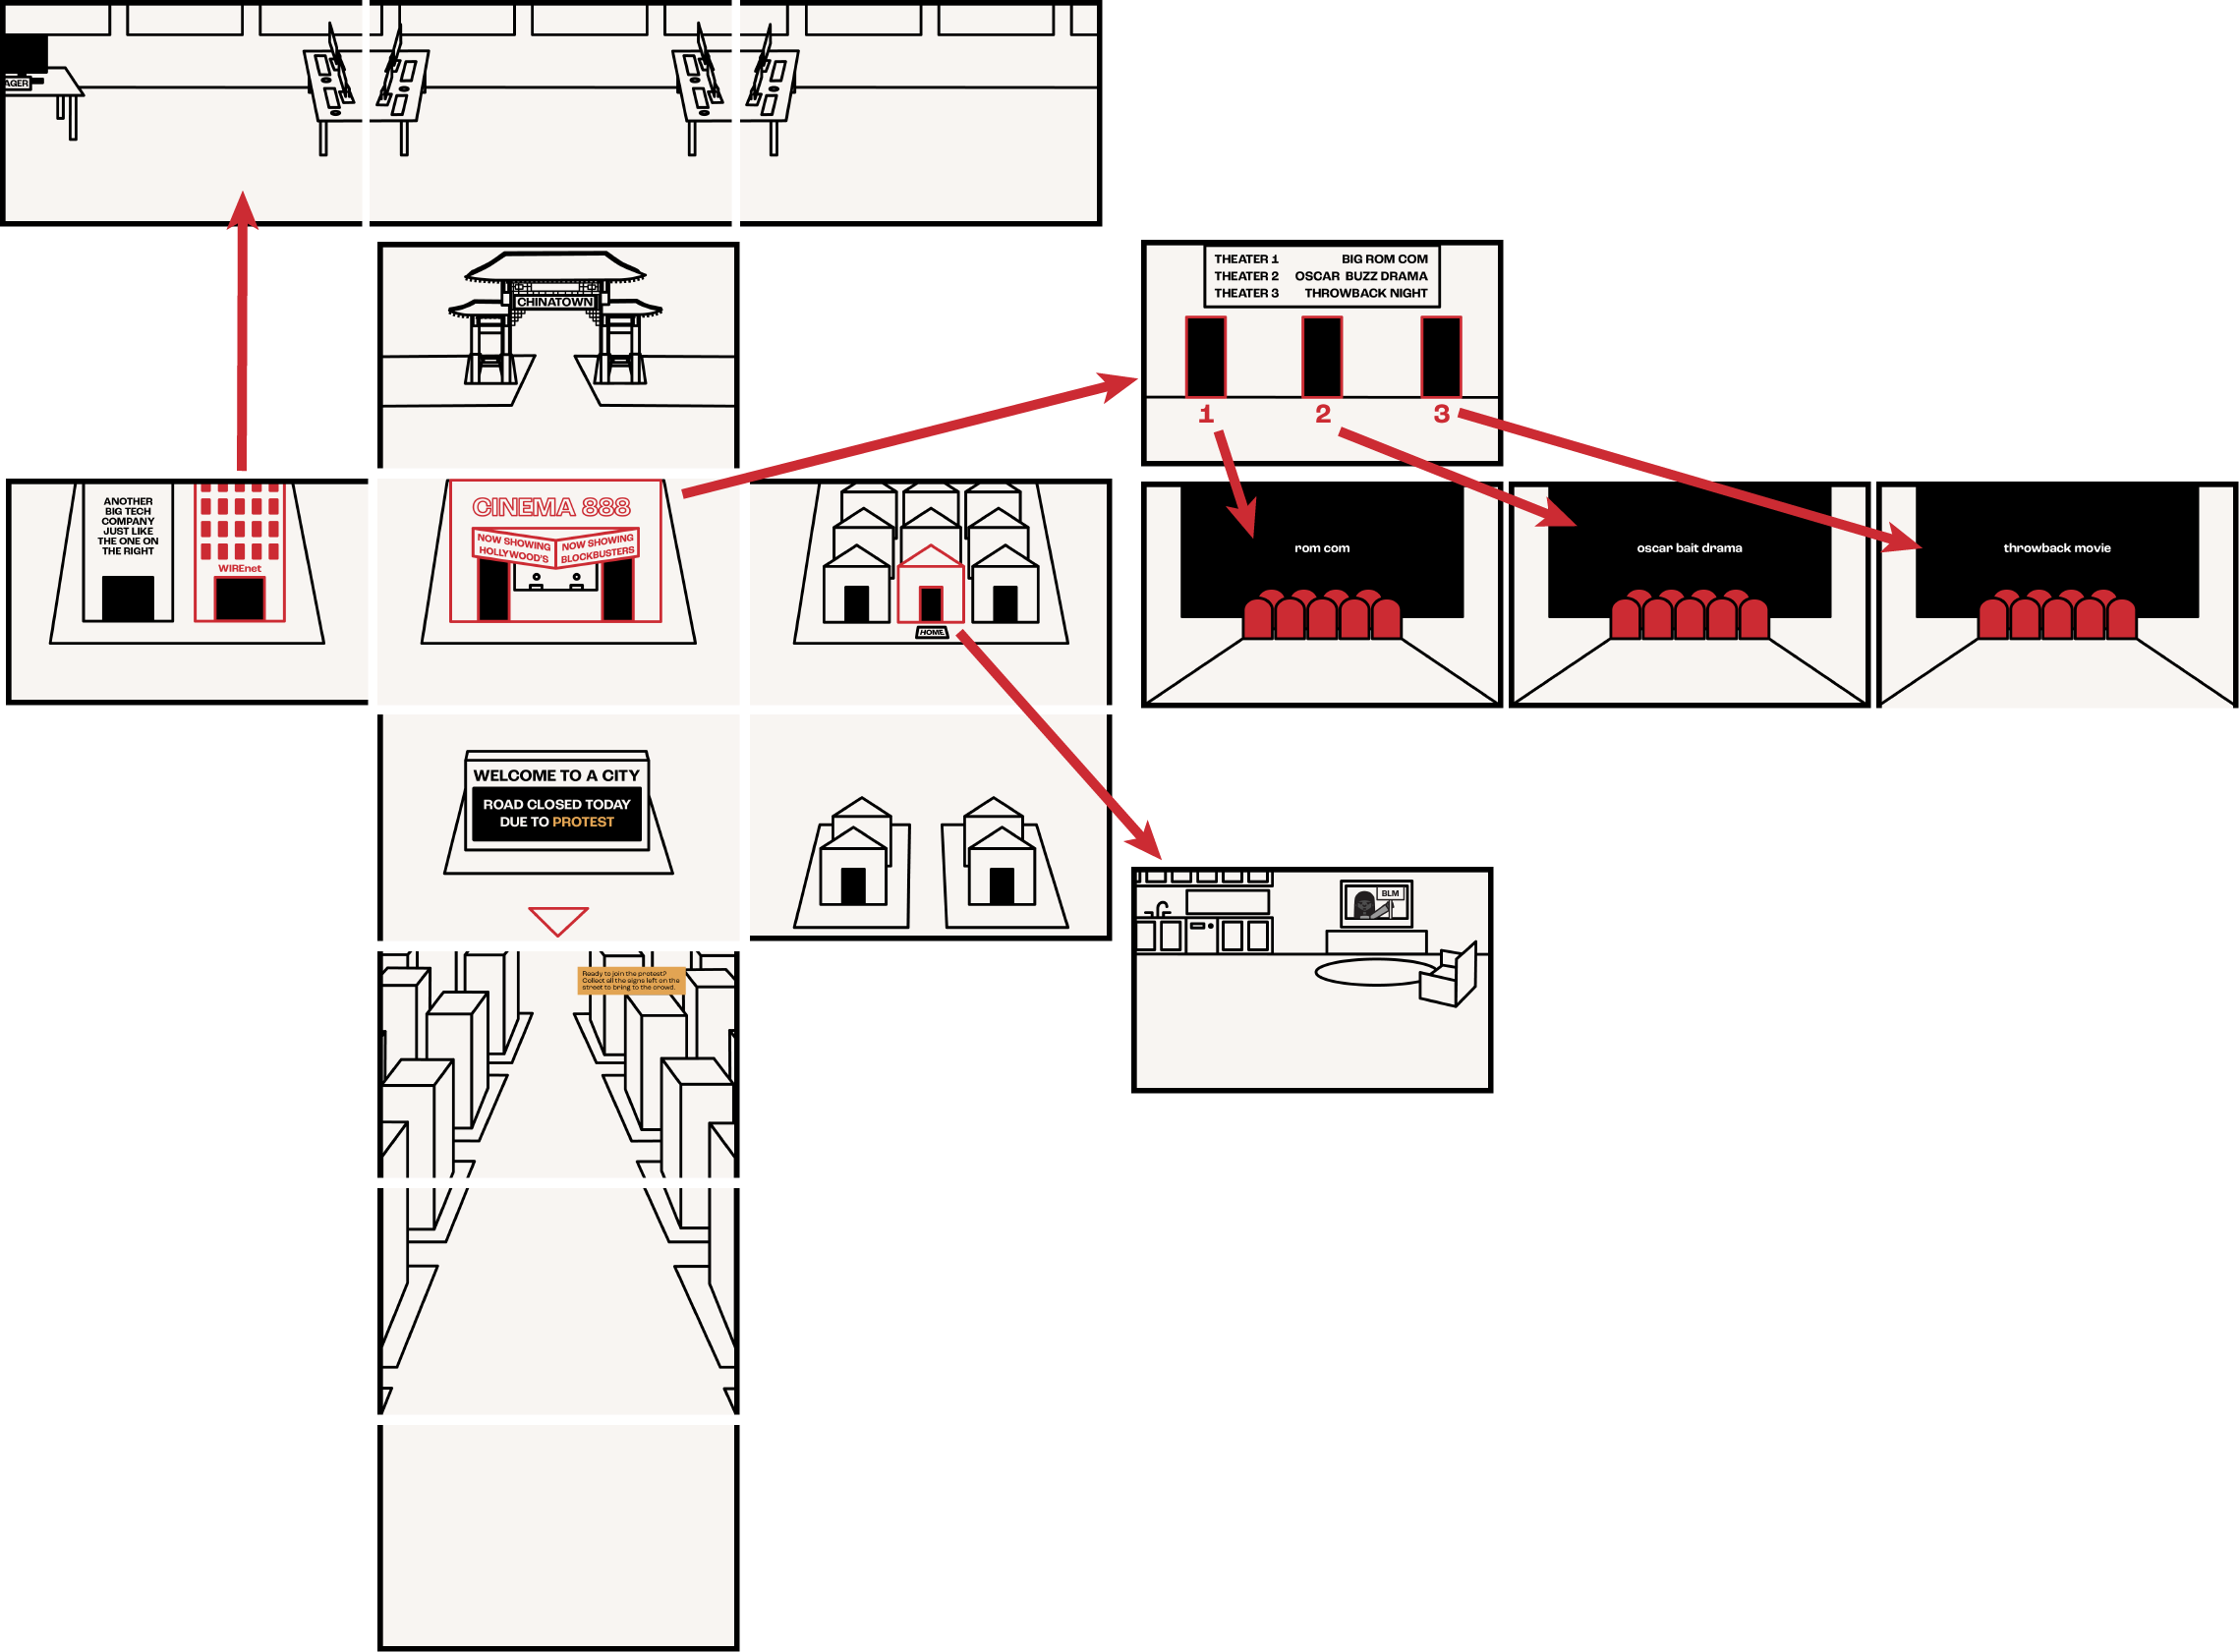 AGER
CHINATOWN
THEATER 1 BIG ROM COM
THEATER 2 OSCAR BUZZ DRAMA
THEATER 3 THROWBACK NIGHT
1 2 3
ANOTHER
BIG TECH
COMPANY
JUST LIKE
THE ONE ON
THE RIGHT
WIREnet
CINEMA 888
NOW SHOWING
HOLLYWOOD'S
NOW SHOWING
BLOCKBUSTERS
HOME
rom com
oscar bait drama
throwback movie
WELCOME TO A CITY
ROAD CLOSED TODAY
DUE TO PROTEST
BLM
Ready to join the protest?
Collect all the signs left on the
street to bring to the crowd.